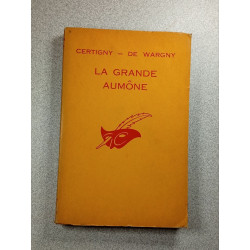 CERTIGNY – DE WARGNY
LA GRANDE
AUMÔNE